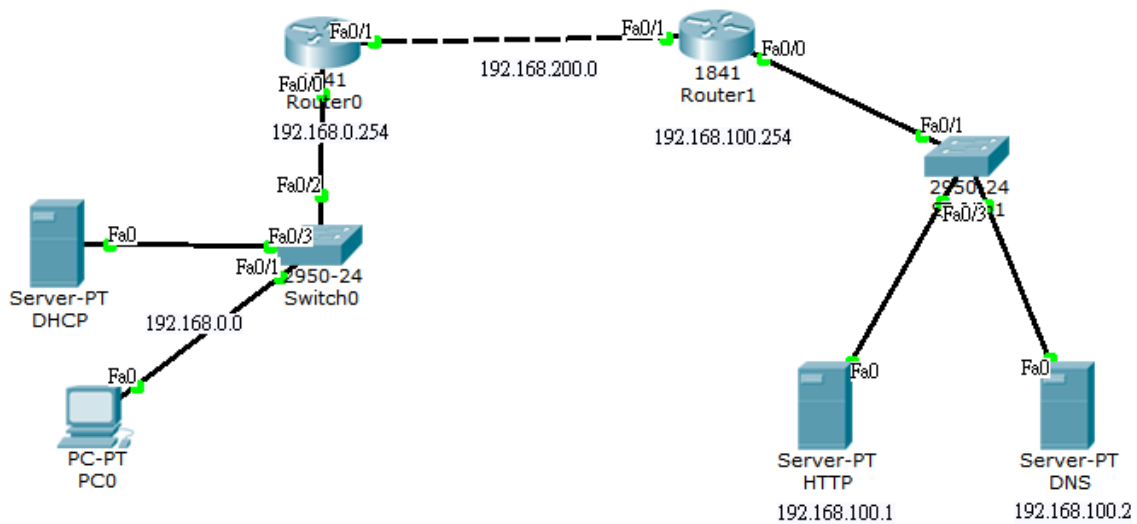 Fa0/1
Fa0/1
1841
Router1
Fa0/0
192.168.200.0
Fa0/0
41
Router0
192.168.0.254
192.168.100.254
Fa0/1
Fa0/2
2950-24
Fa0/3
Fa0
Fa0/3
Fa0/1
2950-24
Switch0
Server-PT
DHCP
192.168.0.0
Fa0
PC-PT
PC0
Fa0
Fa0
Server-PT
HTTP
192.168.100.1
Server-PT
DNS
192.168.100.2